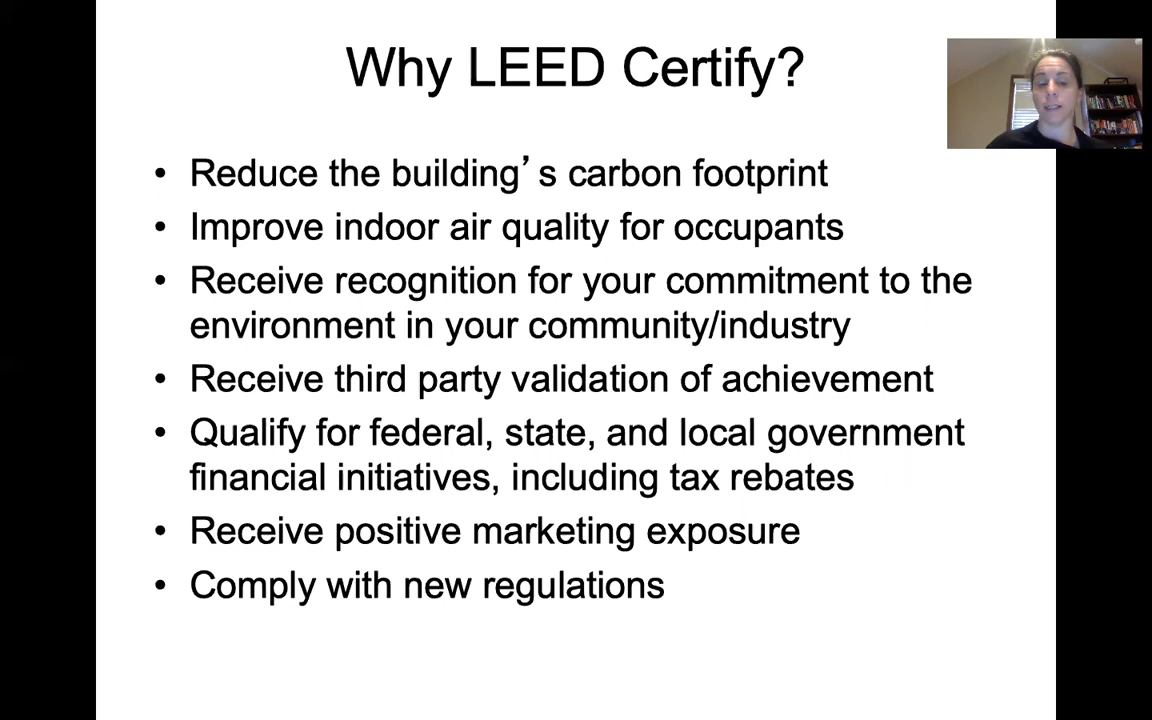 Why LEED Certify?
• Reduce the building’ s carbon footprint
• Improve indoor air quality for occupants
• Receive recognition for your commitment to the
environment in your community/industry
• Receive third party validation of achievement
• Qualify for federal, state, and local government
financial initiatives, including tax rebates
• Receive positive marketing exposure
• Comply with new regulations